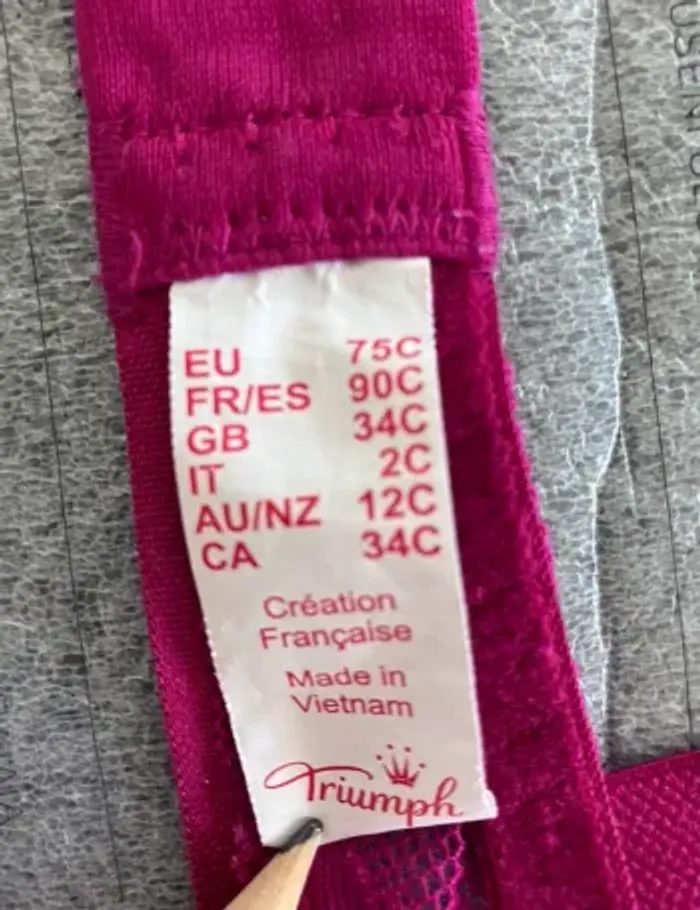 EU 75C
FR/ES 90C
GB 34C
IT 2C
AU/NZ 12C
CA 34C
Création
Française
Made in
Vietnam
Triumph